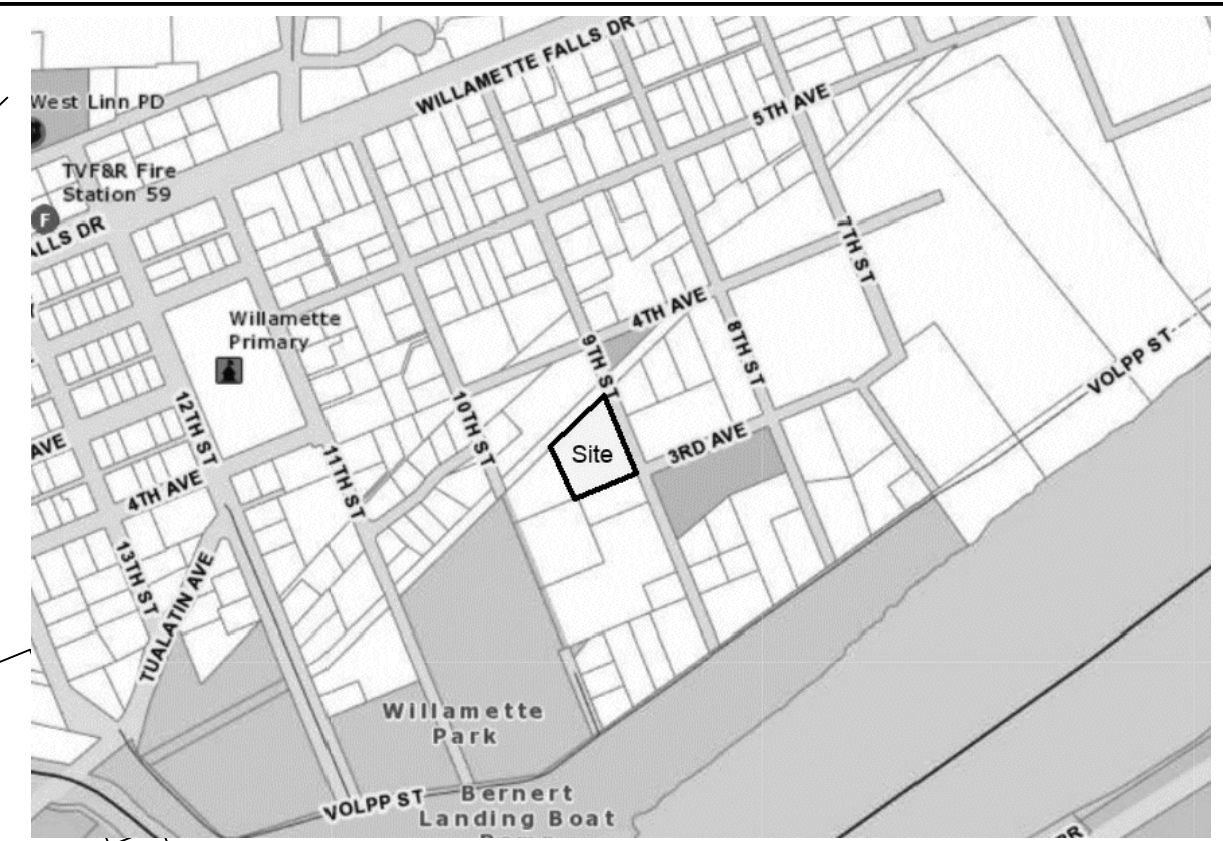 WILLAMETTE FALLS DR
West Linn PD
5TH AVE
TVF&R Fire
Station 59
F
ALLS DR
7TH ST
4TH AVE
Willamette
Primary
9TH ST
8TH ST
VOLPP ST
12TH ST
10TH ST
AVE
11TH ST
Site
3RD AVE
4TH AVE
13TH ST
TUALATIN AVE
Willamette
Park
VOLPP ST
Bernert
Landing Boat
DR